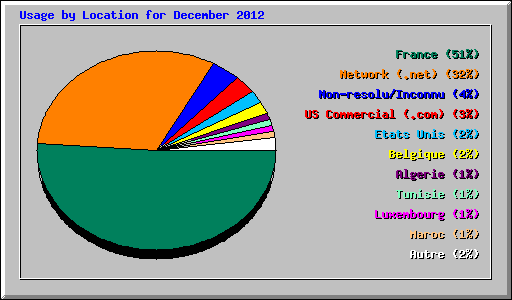 Usage by Location for December 2012
France (51%)
Network (.net) (32%)
Non-resolu/Inconnu (4%)
US Commercial (.com) (3%)
Etats Unis (2%)
Belgique (2%)
Algerie (1%)
Tunisie (1%)
Luxembourg (1%)
Maroc (1%)
Autre (2%)